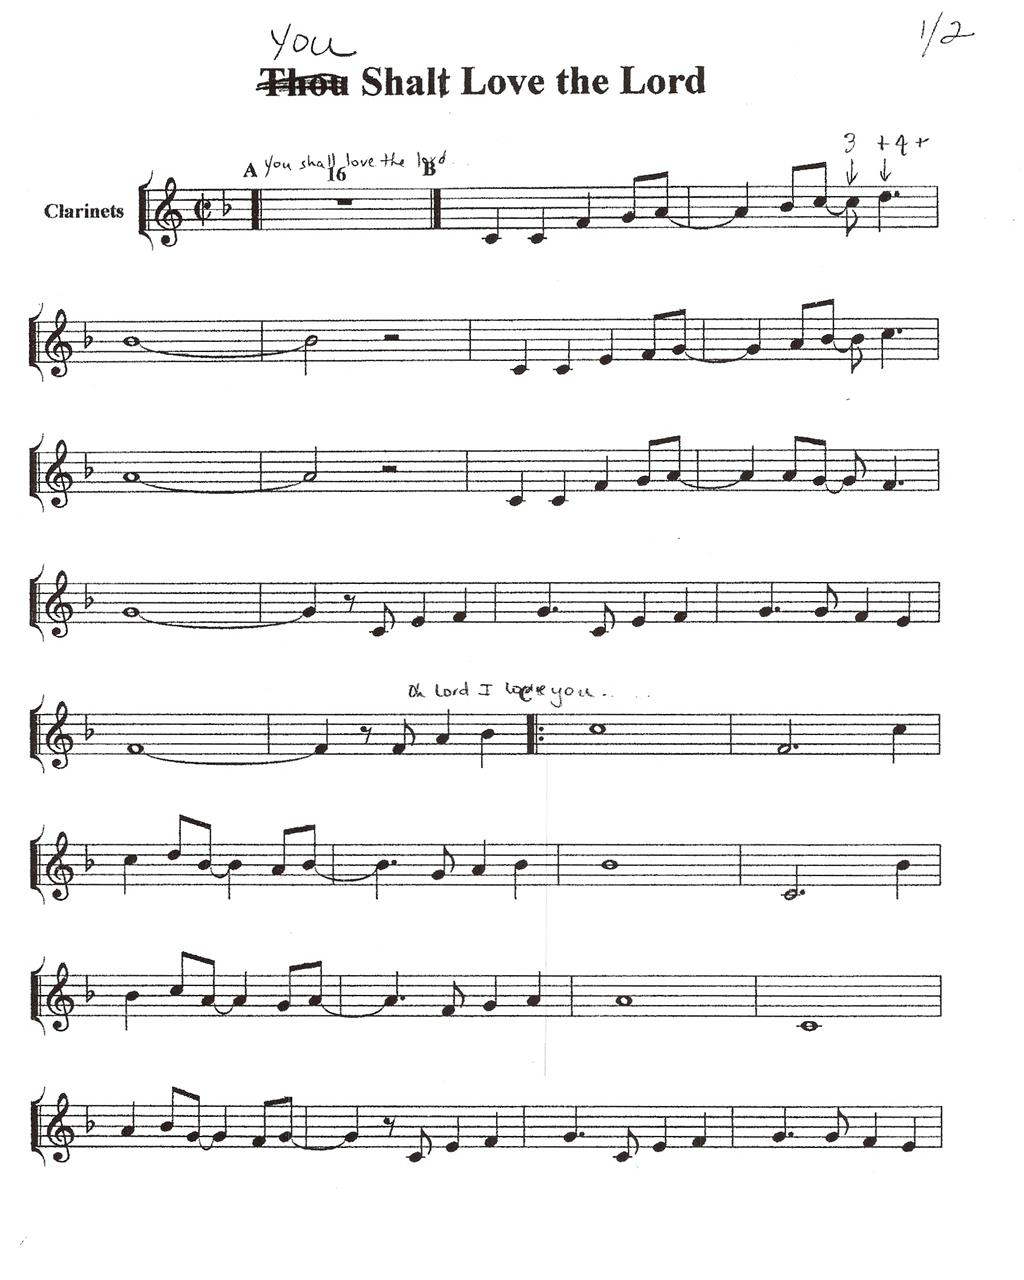 1/2
You
Thou Shalt Love the Lord
3 + 4 +
A You shall love the lord...
16 B
Clarinets
Oh Lord I love you.. ..